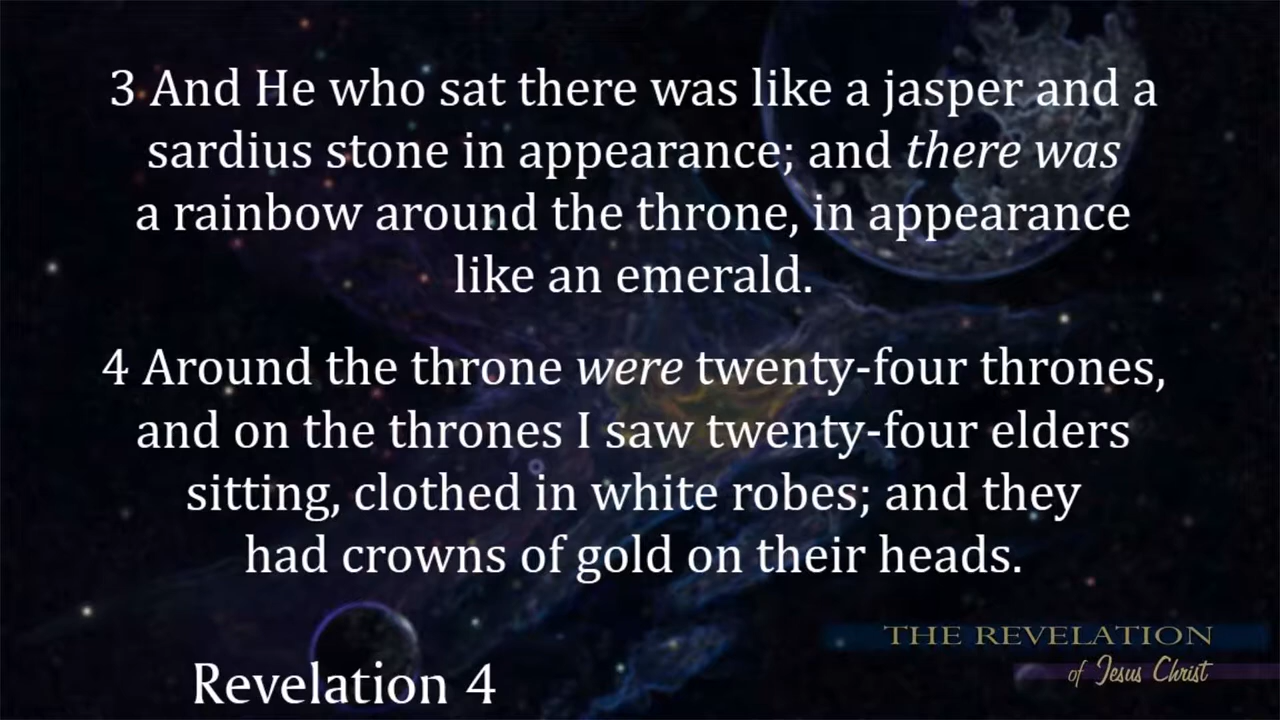 3 And He who sat there was like a jasper and a
sardius stone in appearance; and there was
a rainbow around the throne, in appearance
like an emerald.
4 Around the throne were twenty-four thrones,
and on the thrones I saw twenty-four elders
sitting, clothed in white robes; and they
had crowns of gold on their heads.
Revelation 4
THE REVELATION
of Jesus Christ